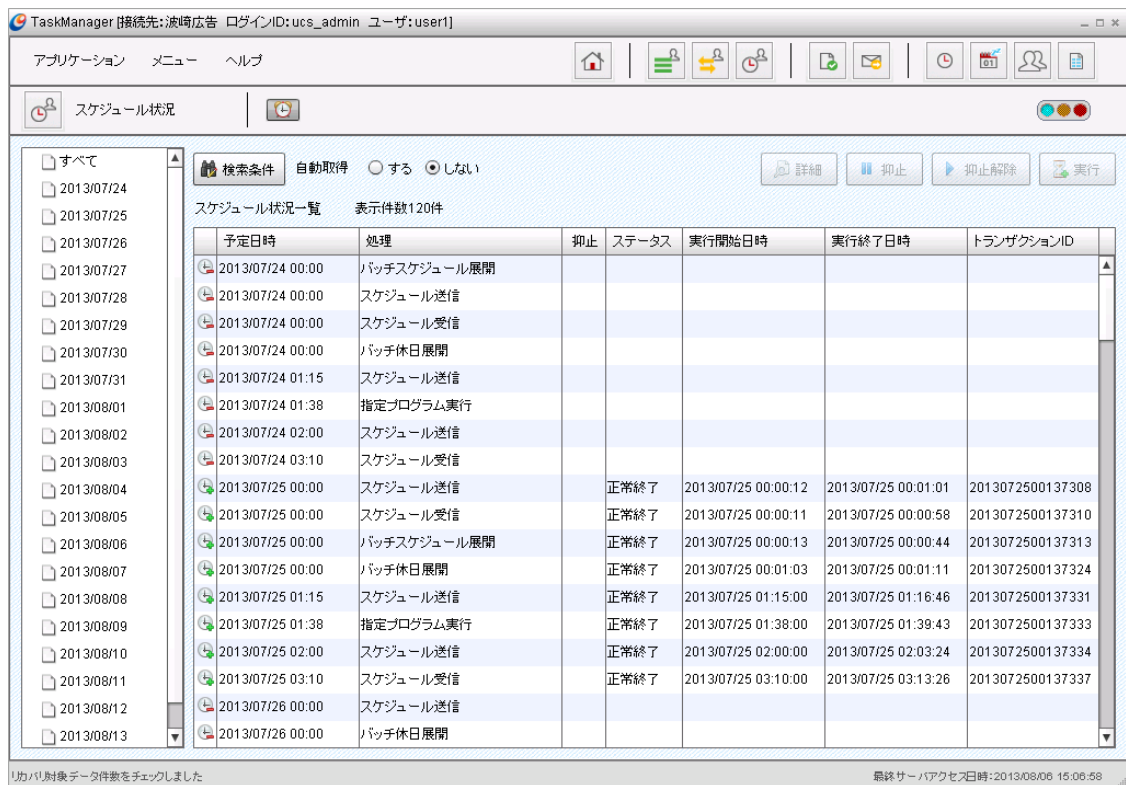 TaskManager [接続先:波崎広告 ログインID:ucs_admin ユーザ:user1]
アプリケーション メニュー ヘルプ
01
スケジュール状況
すべて
2013/07/24
2013/07/25
2013/07/26
2013/07/27
2013/07/28
2013/07/29
2013/07/30
2013/07/31
2013/08/01
2013/08/02
2013/08/03
2013/08/04
2013/08/05
2013/08/06
2013/08/07
2013/08/08
2013/08/09
2013/08/10
2013/08/11
2013/08/12
2013/08/13
検索条件 自動取得 する しない 詳細 抑止 抑止解除 実行
スケジュール状況一覧 表示件数120件
予定日時 処理 抑止 ステータス 実行開始日時 実行終了日時 トランザクションID
2013/07/24 00:00 バッチスケジュール展開
2013/07/24 00:00 スケジュール送信
2013/07/24 00:00 スケジュール受信
2013/07/24 00:00 バッチ休日展開
2013/07/24 01:15 スケジュール送信
2013/07/24 01:38 指定プログラム実行
2013/07/24 02:00 スケジュール送信
2013/07/24 03:10 スケジュール受信
2013/07/25 00:00 スケジュール送信 正常終了 2013/07/25 00:00:12 2013/07/25 00:01:01 2013072500137308
2013/07/25 00:00 スケジュール受信 正常終了 2013/07/25 00:00:11 2013/07/25 00:00:58 2013072500137310
2013/07/25 00:00 バッチスケジュール展開 正常終了 2013/07/25 00:00:13 2013/07/25 00:00:44 2013072500137313
2013/07/25 00:00 バッチ休日展開 正常終了 2013/07/25 00:01:03 2013/07/25 00:01:11 2013072500137324
2013/07/25 01:15 スケジュール送信 正常終了 2013/07/25 01:15:00 2013/07/25 01:16:46 2013072500137331
2013/07/25 01:38 指定プログラム実行 正常終了 2013/07/25 01:38:00 2013/07/25 01:39:43 2013072500137333
2013/07/25 02:00 スケジュール送信 正常終了 2013/07/25 02:00:00 2013/07/25 02:03:24 2013072500137334
2013/07/25 03:10 スケジュール受信 正常終了 2013/07/25 03:10:00 2013/07/25 03:13:26 2013072500137337
2013/07/26 00:00 スケジュール送信
2013/07/26 00:00 バッチ休日展開
リカバリ対象データ件数をチェックしました 最終サーバアクセス日時:2013/08/06 15:06:58